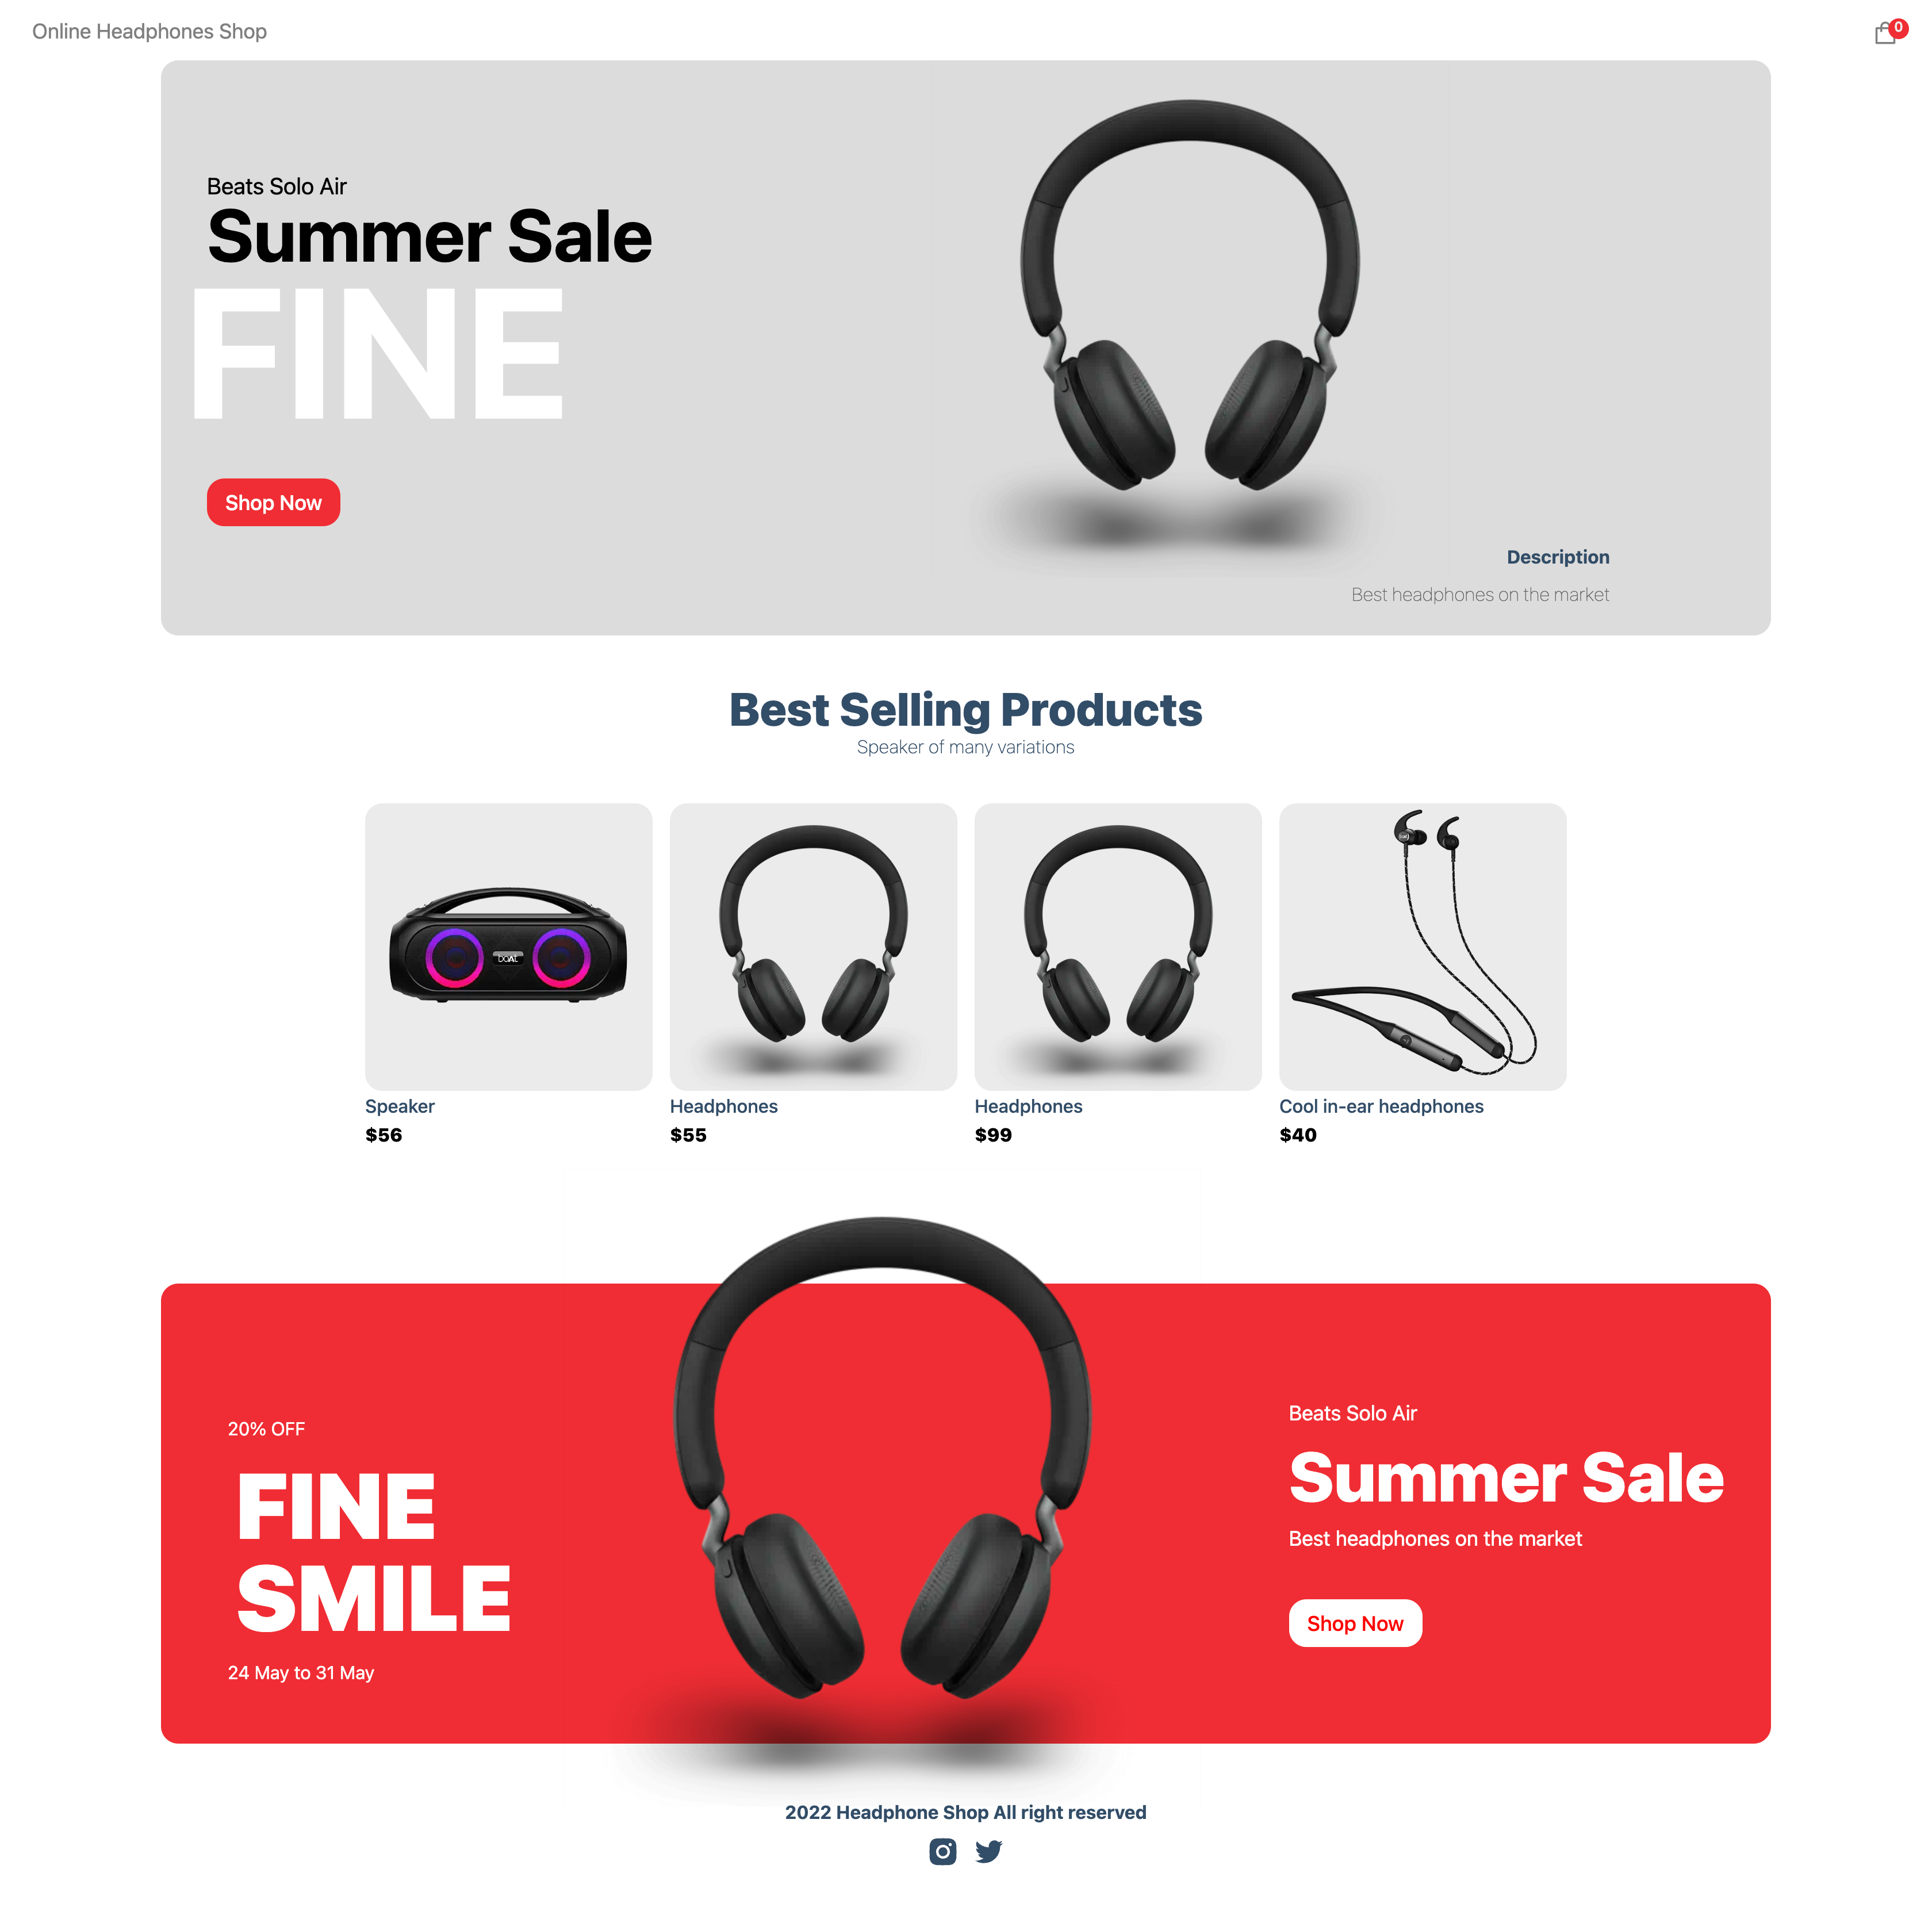 Online Headphones Shop
0
Beats Solo Air
Summer Sale
FINE
Shop Now
Description
Best headphones on the market
Best Selling Products
Speaker of many variations
Speaker
$56
Headphones
$55
Headphones
$99
Cool in-ear headphones
$40
20% OFF
FINE
SMILE
24 May to 31 May
Beats Solo Air
Summer Sale
Best headphones on the market
Shop Now
2022 Headphone Shop All right reserved